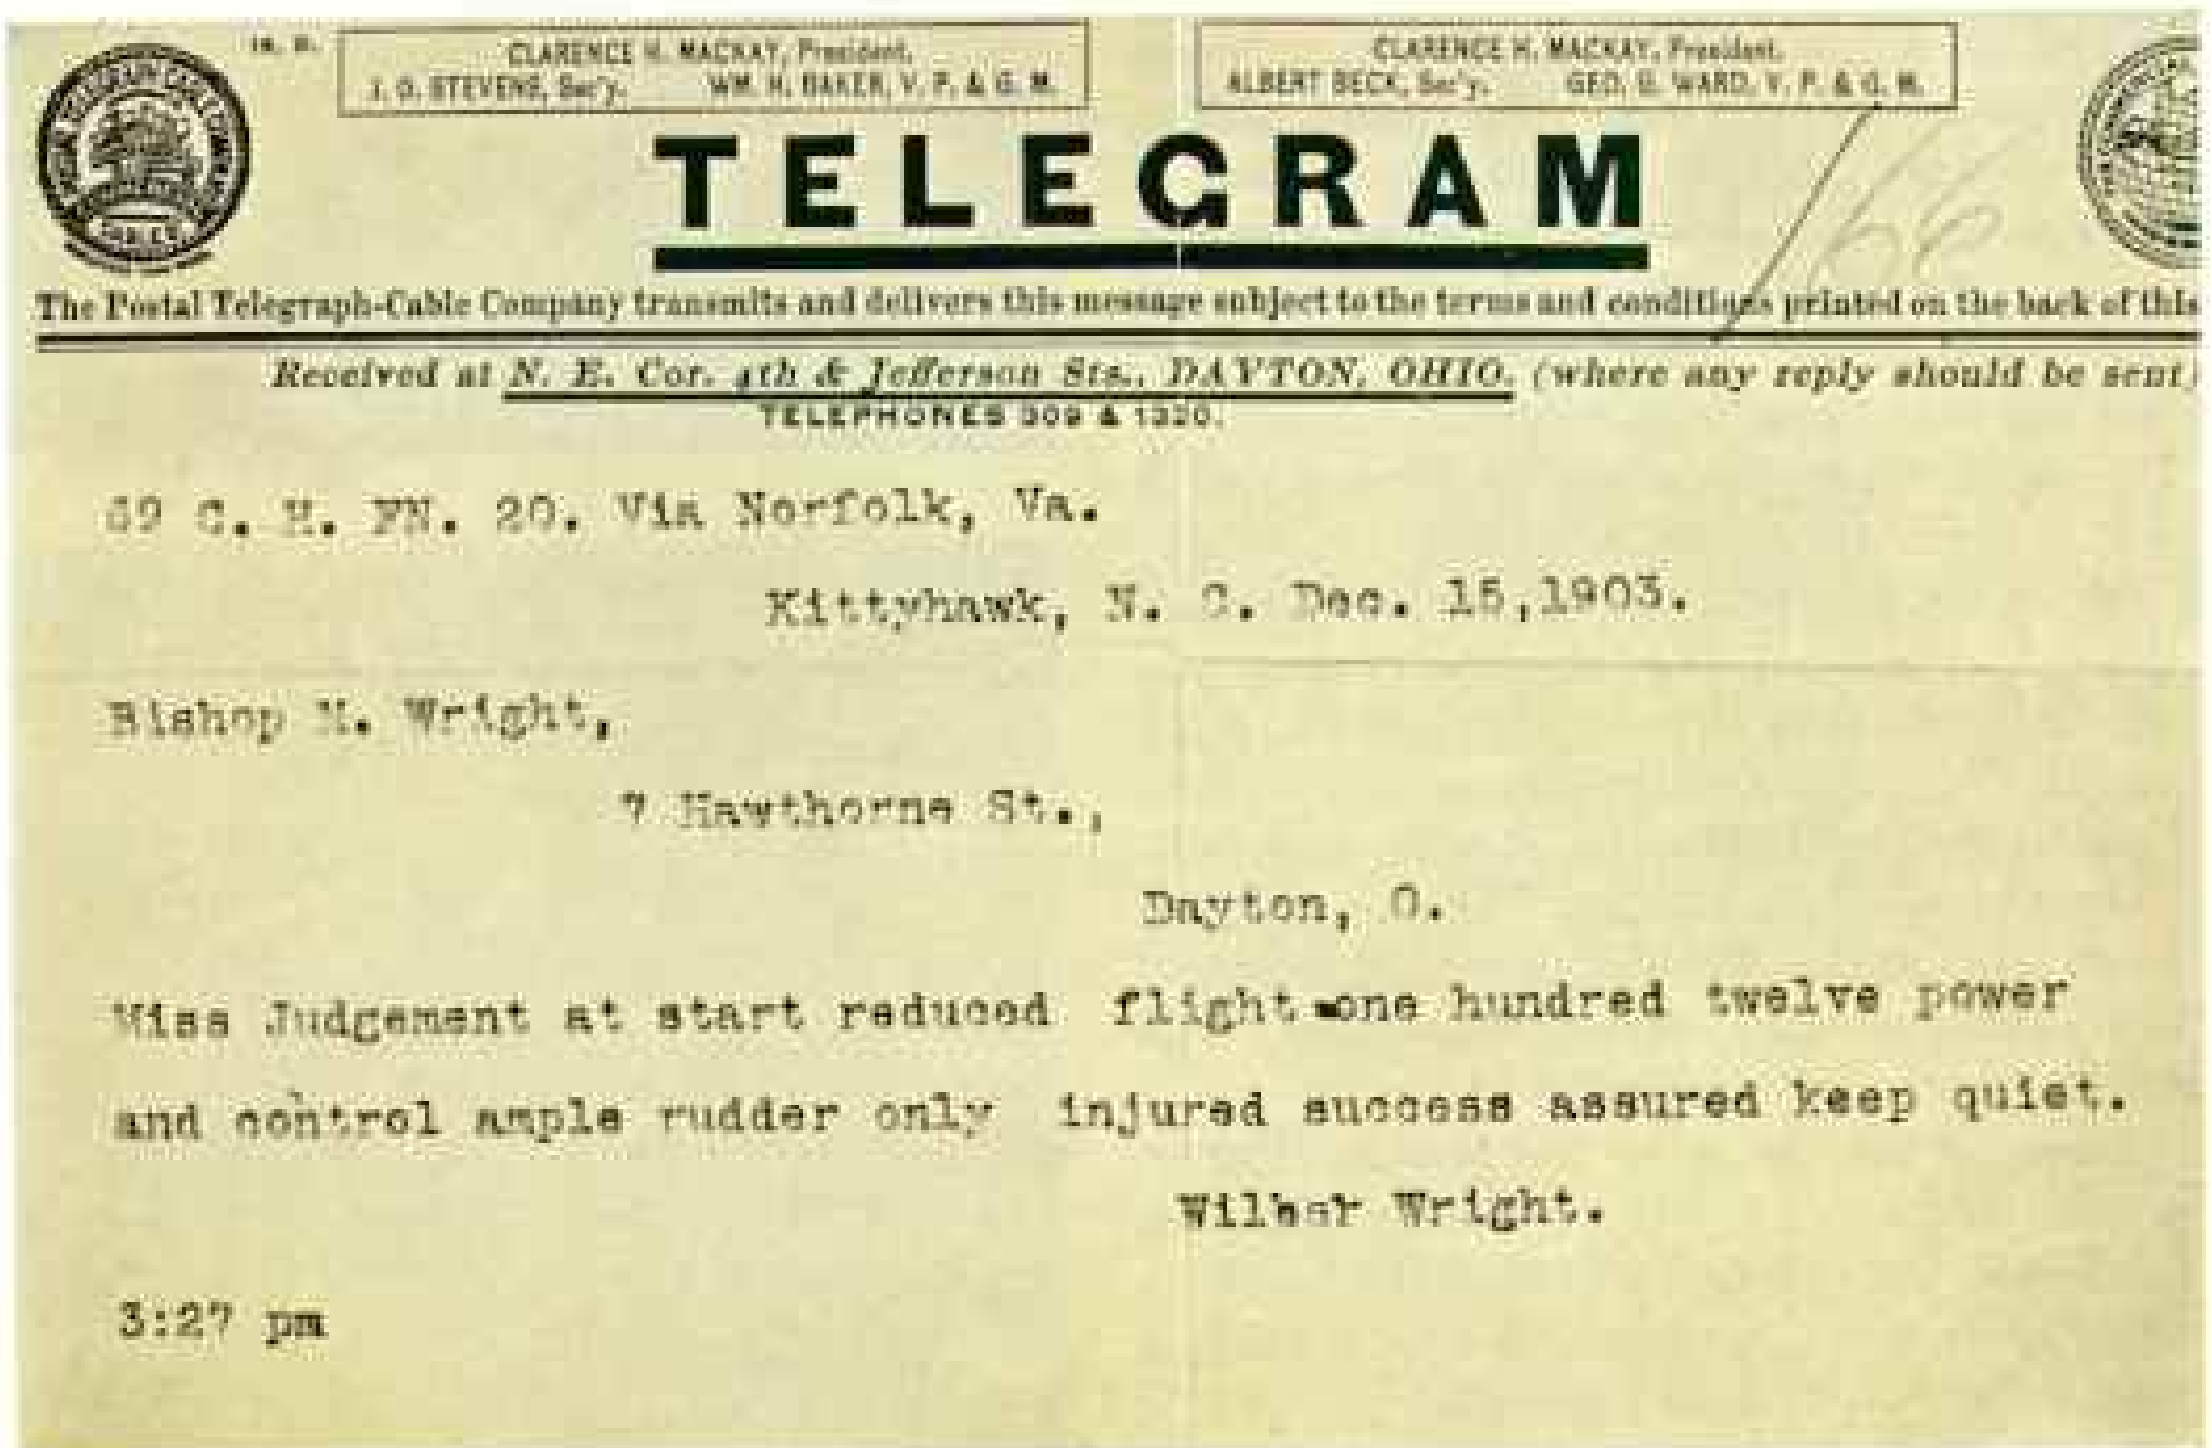 CLARENCE H. MACKAY, President.
J. O. STEVENS, Sec'y. WM. H. BAKER, V. P. & G. M.
CLARENCE H. MACKAY, President.
ALBERT BECK, Sec'y. GEO. G. WARD, V. P. & G. M.
TELEGRAM
The Postal Telegraph-Cable Company transmits and delivers this message subject to the terms and conditions printed on the back of this
Received at N. E. Cor. 4th & Jefferson Sts., DAYTON, OHIO. (where any reply should be sent)
TELEPHONES 309 & 1320.
C. H. FN. 20. Via Norfolk, Va.
Kittyhawk, N. C. Dec. 15,1903.
Bishop M. Wright,
7 Hawthorne St.,
Dayton, O.
Miss Judgement at start reduced flight one hundred twelve power
and control ample rudder only injured success assured keep quiet.
Wilbur Wright.
3:27 pm